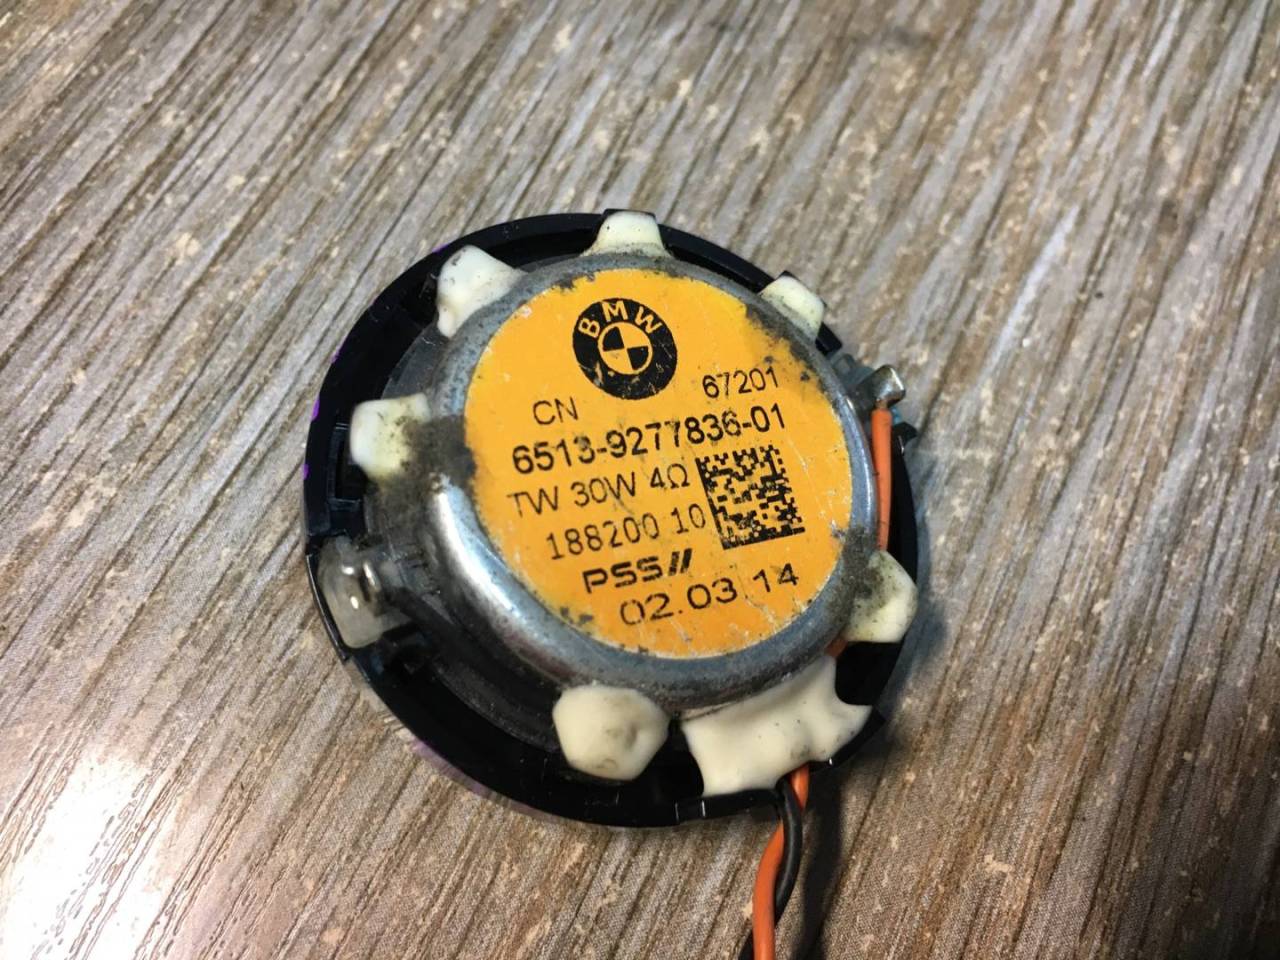 BMW
CN 67201
6513-9277836-01
TW 30W 4Ω
188200 10
PSS//
02.03.14